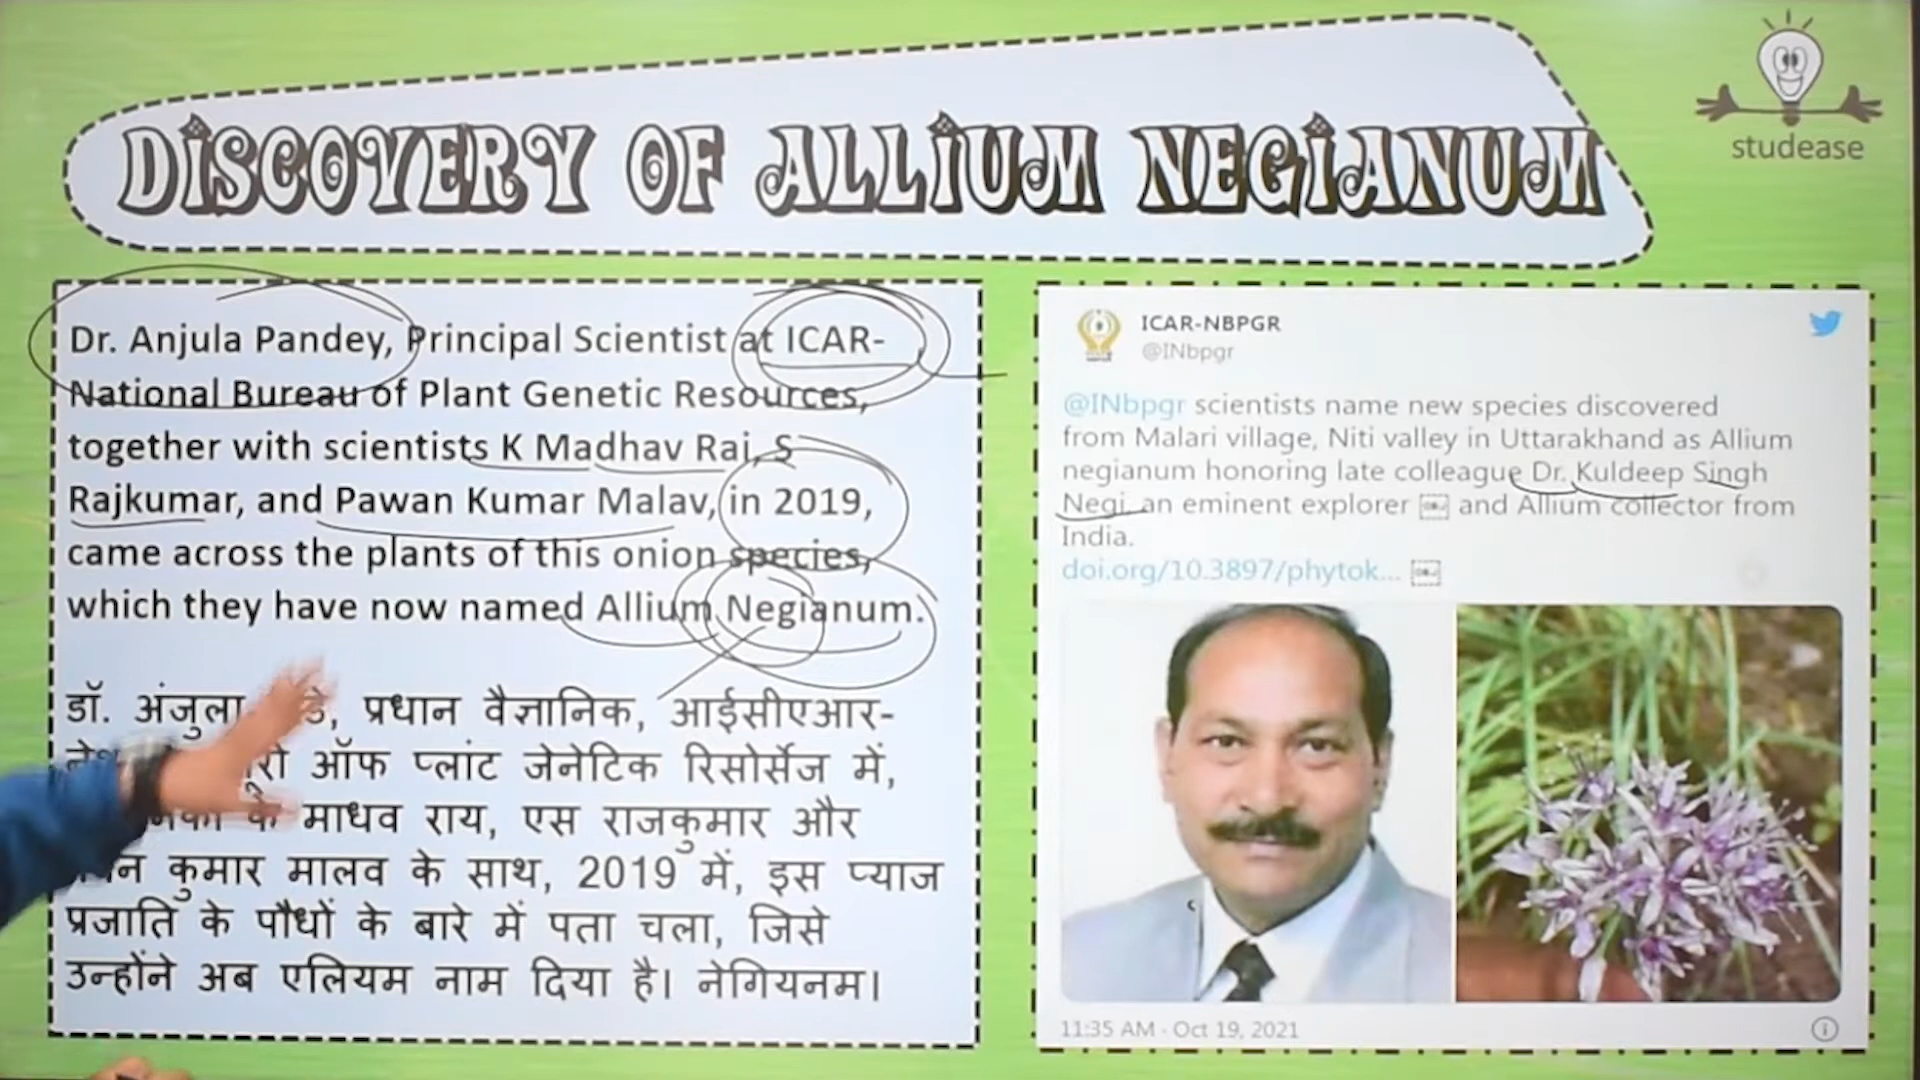 DISCOVERY OF ALLIUM NEGIANUM
studease
Dr. Anjula Pandey, Principal Scientist at ICAR-
National Bureau of Plant Genetic Resources,
together with scientists K Madhav Rai, S
Rajkumar, and Pawan Kumar Malav, in 2019,
came across the plants of this onion species,
which they have now named Allium Negianum.
डॉ. अंजुला प्रधान वैज्ञानिक, आईसीएआर-
ऑफ प्लांट जेनेटिक रिसोर्सेज में,
के माधव राय, एस राजकुमार और
कुमार मालव के साथ, 2019 में, इस प्याज
प्रजाति के पौधों के बारे में पता चला, जिसे
उन्होंने अब एलियम नाम दिया है। नेगियनम।
ICAR-NBPGR
@INbpgr
@INbpgr scientists name new species discovered
from Malari village, Niti valley in Uttarakhand as Allium
negianum honoring late colleague Dr. Kuldeep Singh
Negi, an eminent explorer and Allium collector from
India.
doi.org/10.3897/phytok...
11:35 AM · Oct 19, 2021